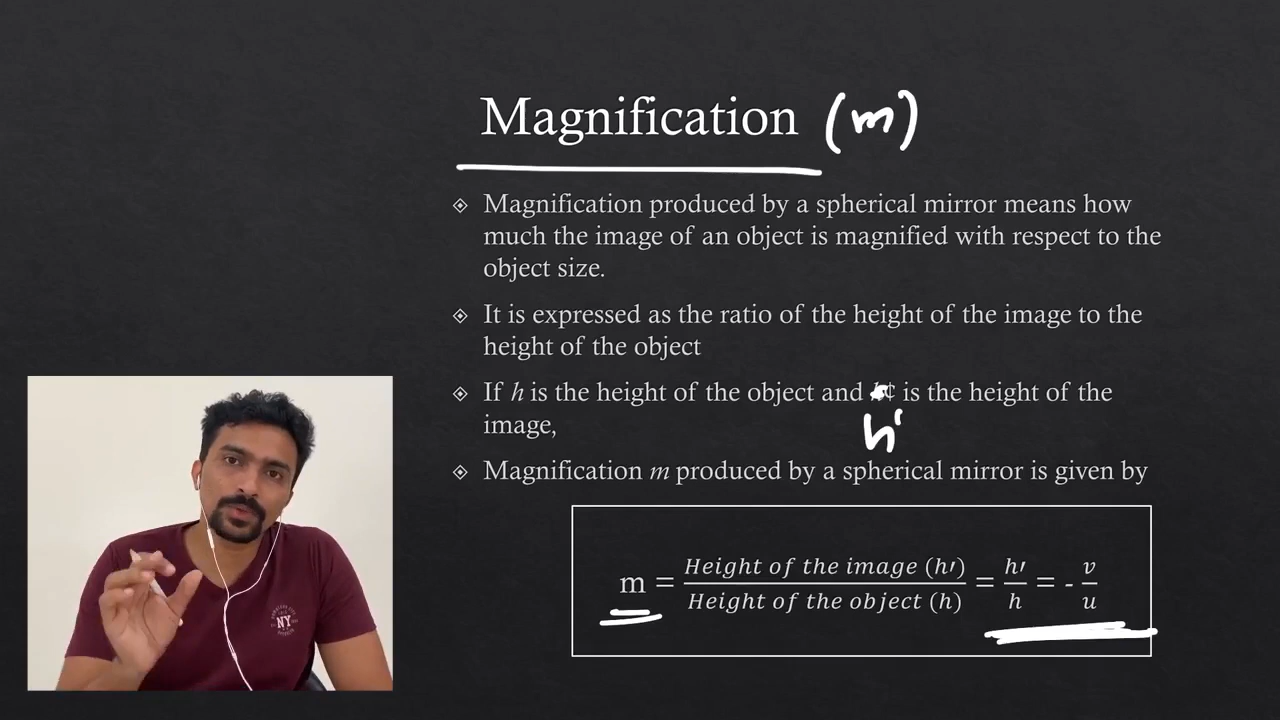 Magnification (m)
Magnification produced by a spherical mirror means how
much the image of an object is magnified with respect to the
object size.
It is expressed as the ratio of the height of the image to the
height of the object
If h is the height of the object and ¢ is the height of the
h'
image,
Magnification m produced by a spherical mirror is given by
m = Height of the image (h′) / Height of the object (h) = h′ / h = - v / u
NY